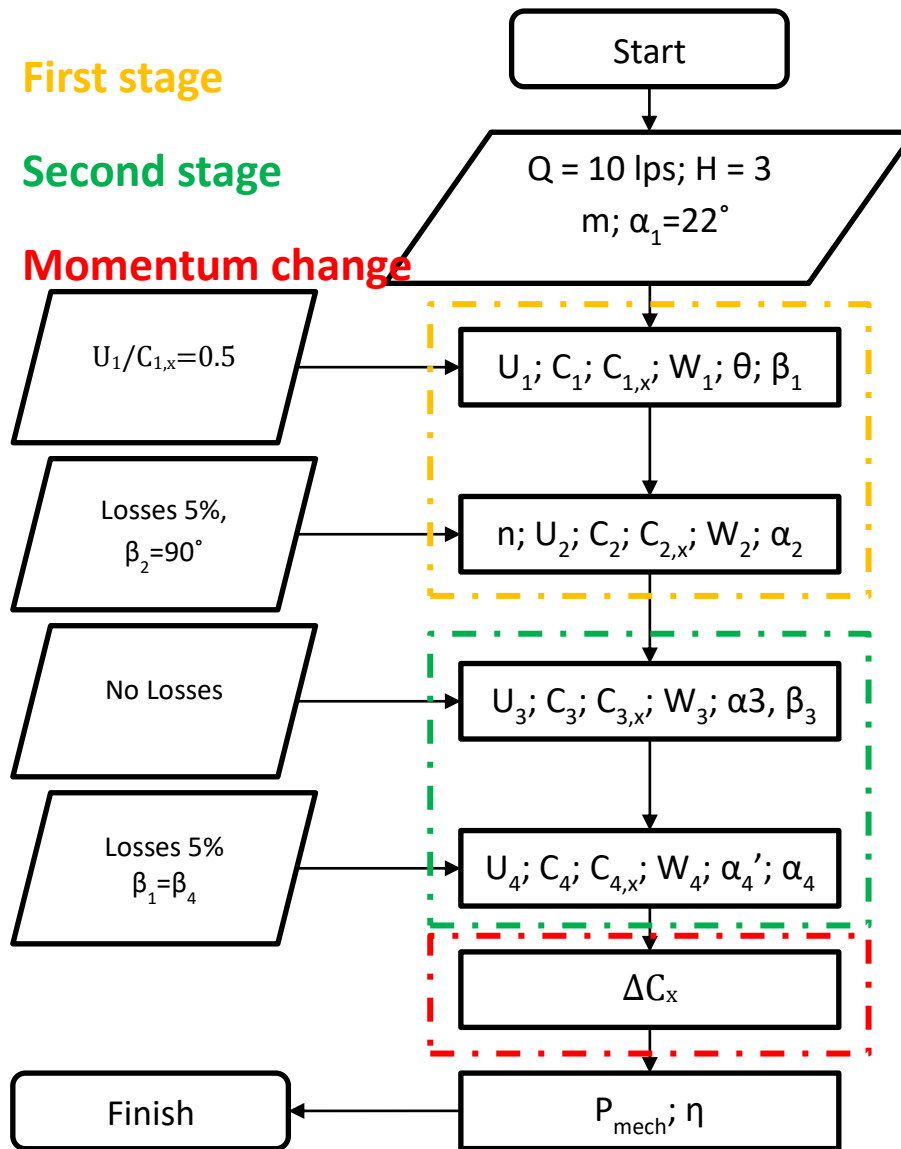 Start
First stage
Second stage
Momentum change
Q = 10 lps; H = 3
m; α₁=22˚
U₁/C₁,ₓ=0.5
U₁; C₁; C₁,ₓ; W₁; θ; β₁
Losses 5%,
β₂=90˚
n; U₂; C₂; C₂,ₓ; W₂; α₂
No Losses
U₃; C₃; C₃,ₓ; W₃; α3, β₃
Losses 5%
β₁=β₄
U₄; C₄; C₄,ₓ; W₄; α₄’; α₄
ΔCₓ
Finish
Pₘₑcₕ; η